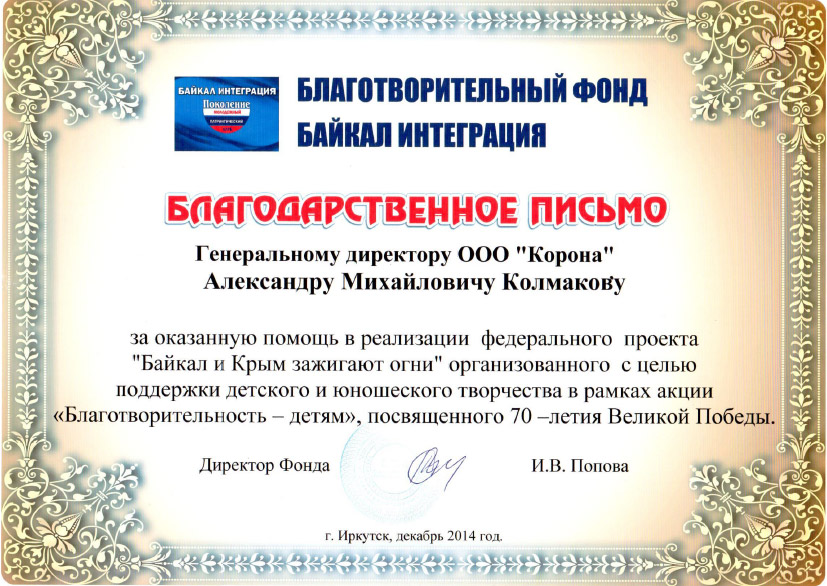 БАЙКАЛ ИНТЕГРАЦИЯ
Поколение
БЛАГОТВОРИТЕЛЬНЫЙ ФОНД
БАЙКАЛ ИНТЕГРАЦИЯ
БЛАГОДАРСТВЕННОЕ ПИСЬМО
Генеральному директору ООО "Корона"
Александру Михайловичу Колмакову
за оказанную помощь в реализации федерального проекта
"Байкал и Крым зажигают огни" организованного с целью
поддержки детского и юношеского творчества в рамках акции
«Благотворительность – детям», посвященного 70 –летия Великой Победы.
Директор Фонда И.В. Попова
г. Иркутск, декабрь 2014 год.